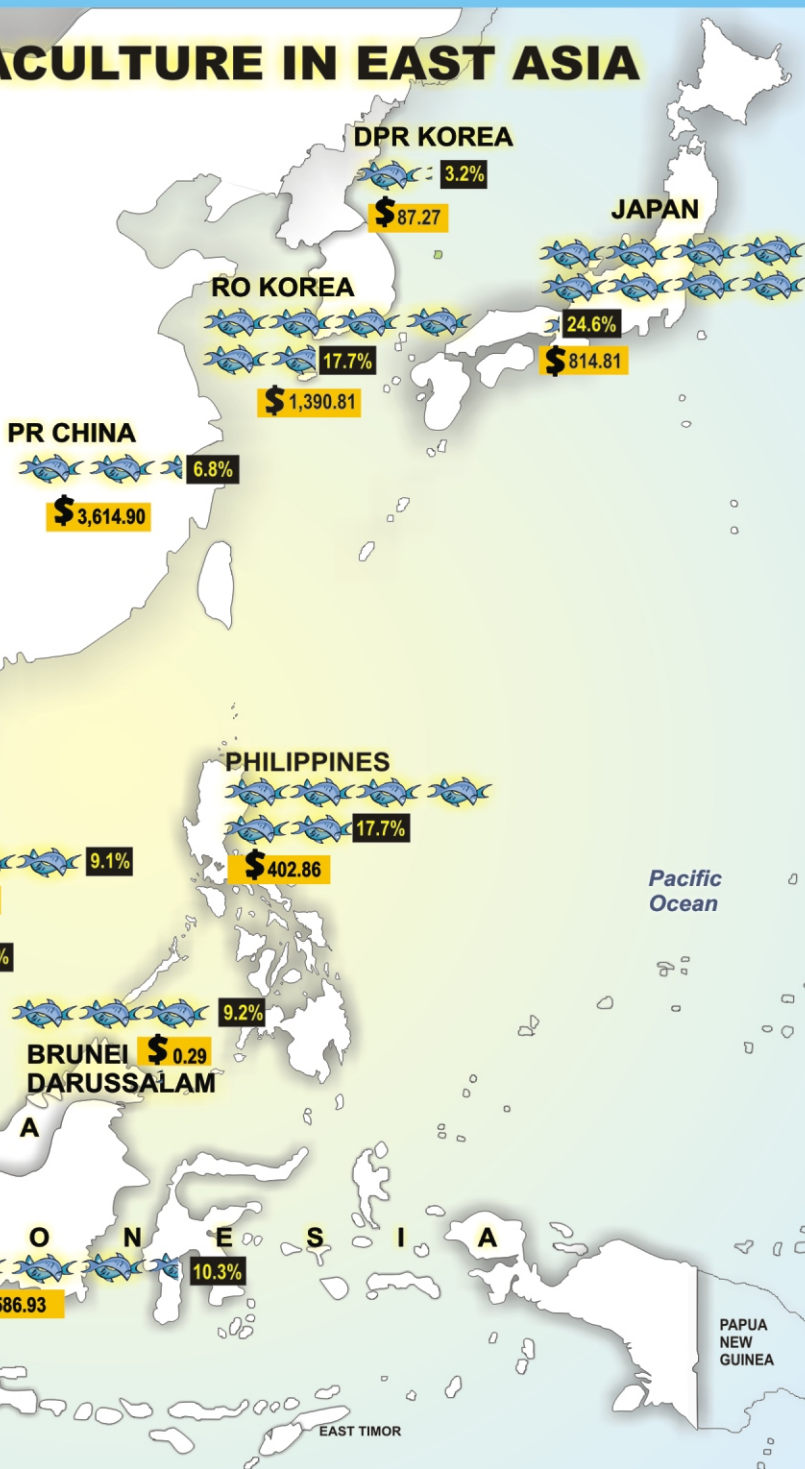 ACULTURE IN EAST ASIA
DPR KOREA
3.2%
$ 87.27
JAPAN
24.6%
$ 814.81
RO KOREA
17.7%
$ 1,390.81
PR CHINA
6.8%
$ 3,614.90
PHILIPPINES
17.7%
$ 402.86
9.1%
Pacific
Ocean
%
9.2%
BRUNEI $ 0.29
DARUSSALAM
A
O N E S I A
10.3%
586.93
PAPUA
NEW
GUINEA
EAST TIMOR